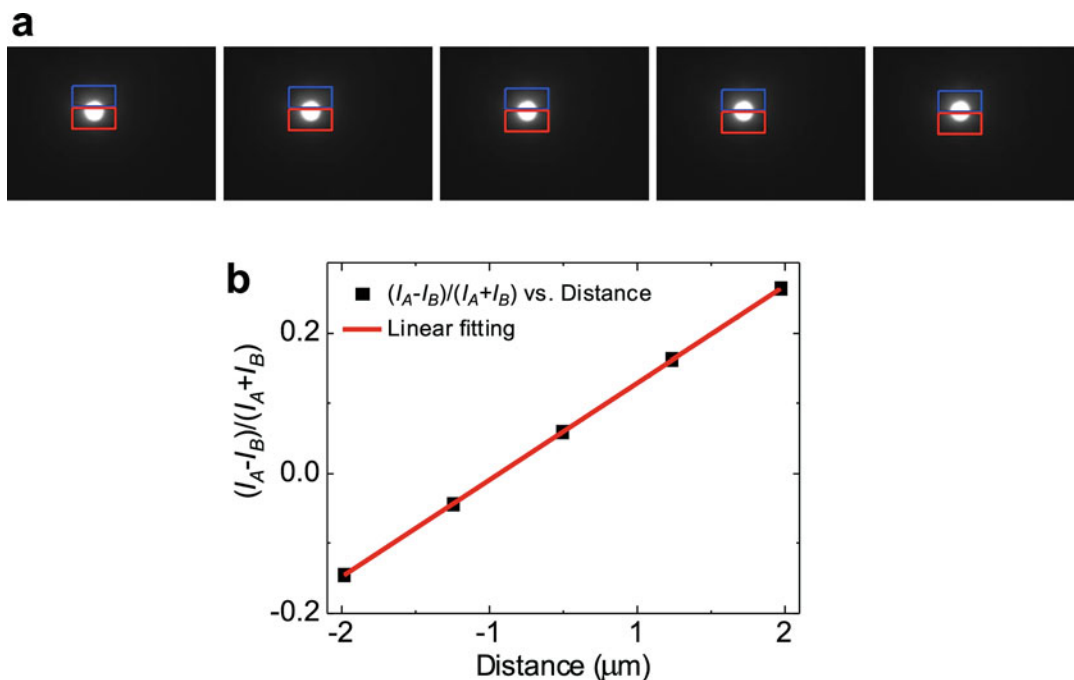 a
b
(I_A-I_B)/(I_A+I_B) vs. Distance
Linear fitting
(I_A-I_B)/(I_A+I_B)
0.2
0.0
-0.2
-2 -1 1 2
Distance (μm)